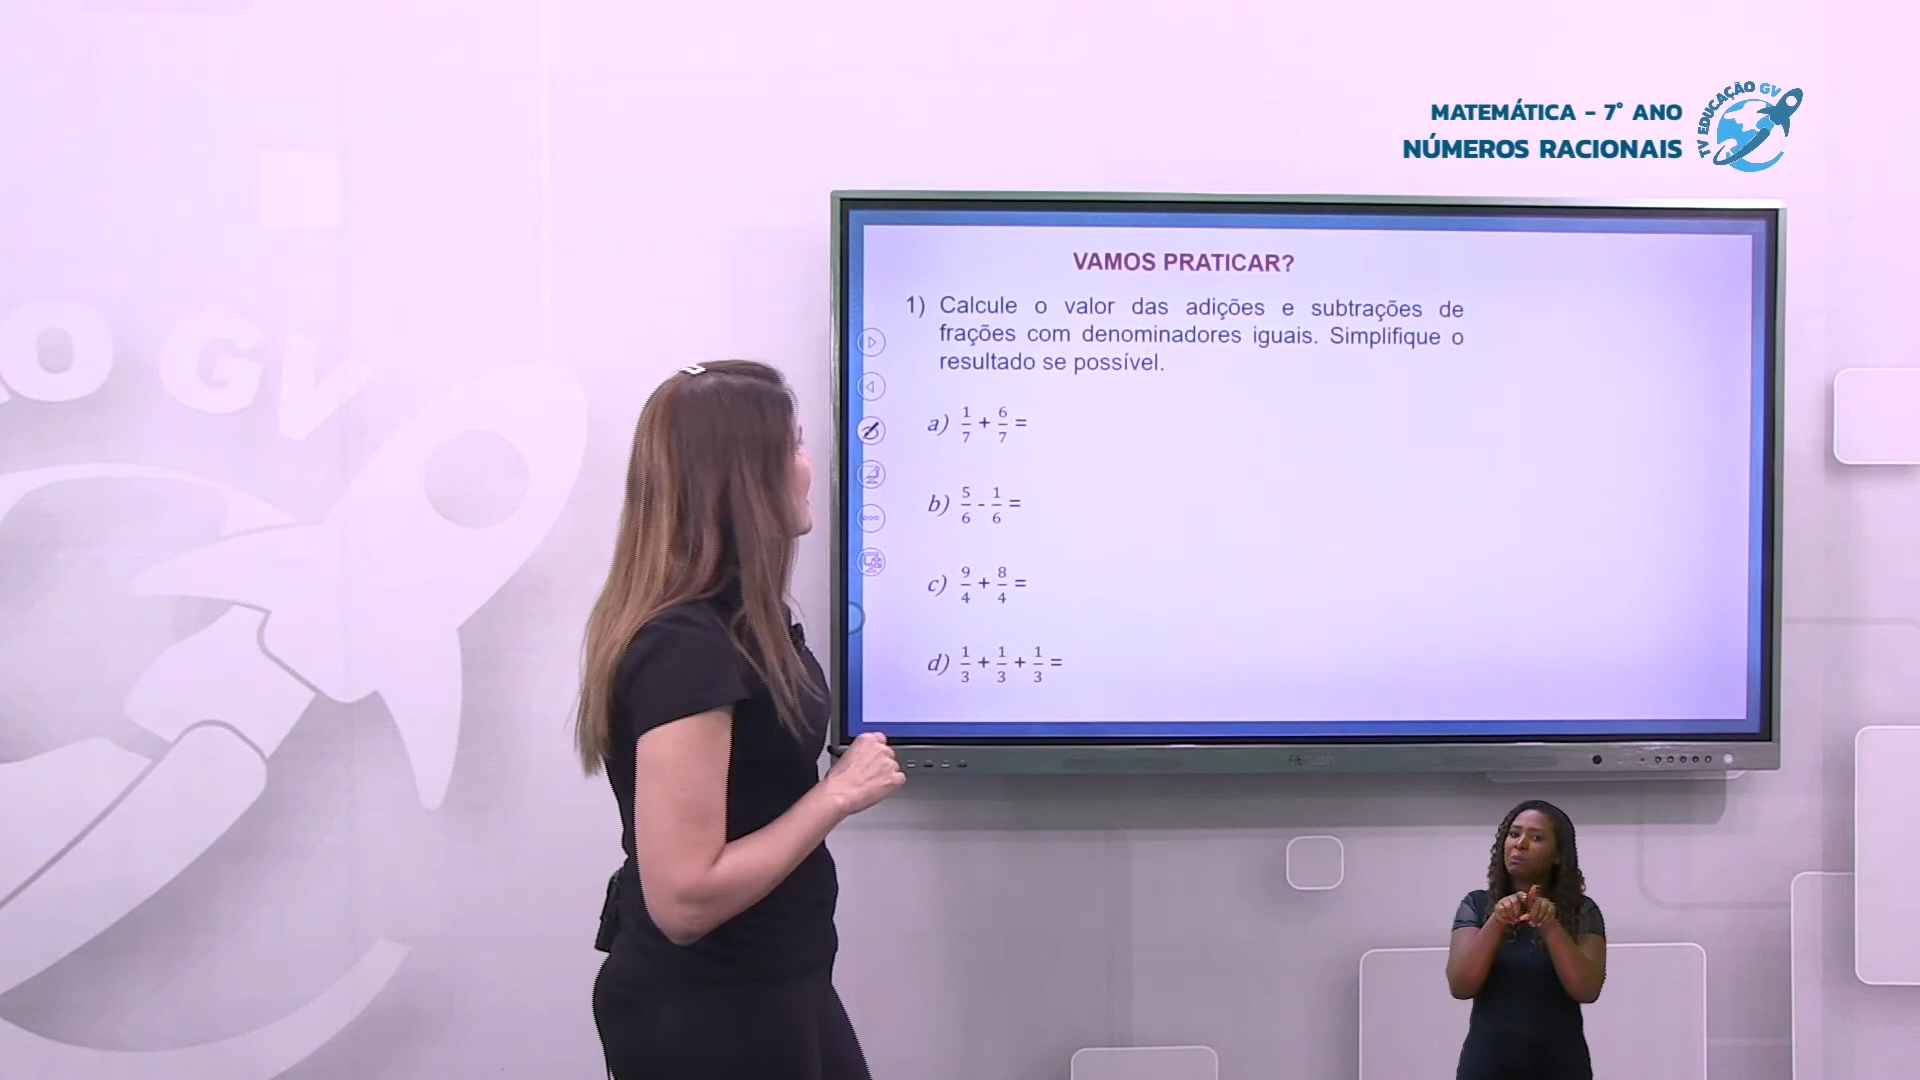 MATEMÁTICA - 7° ANO
NÚMEROS RACIONAIS
TV EDUCAÇÃO GV
VAMOS PRATICAR?
1) Calcule o valor das adições e subtrações de
frações com denominadores iguais. Simplifique o
resultado se possível.
a) 1/7 + 6/7 =
b) 5/6 - 1/6 =
c) 9/4 + 8/4 =
d) 1/3 + 1/3 + 1/3 =
ÃO GV